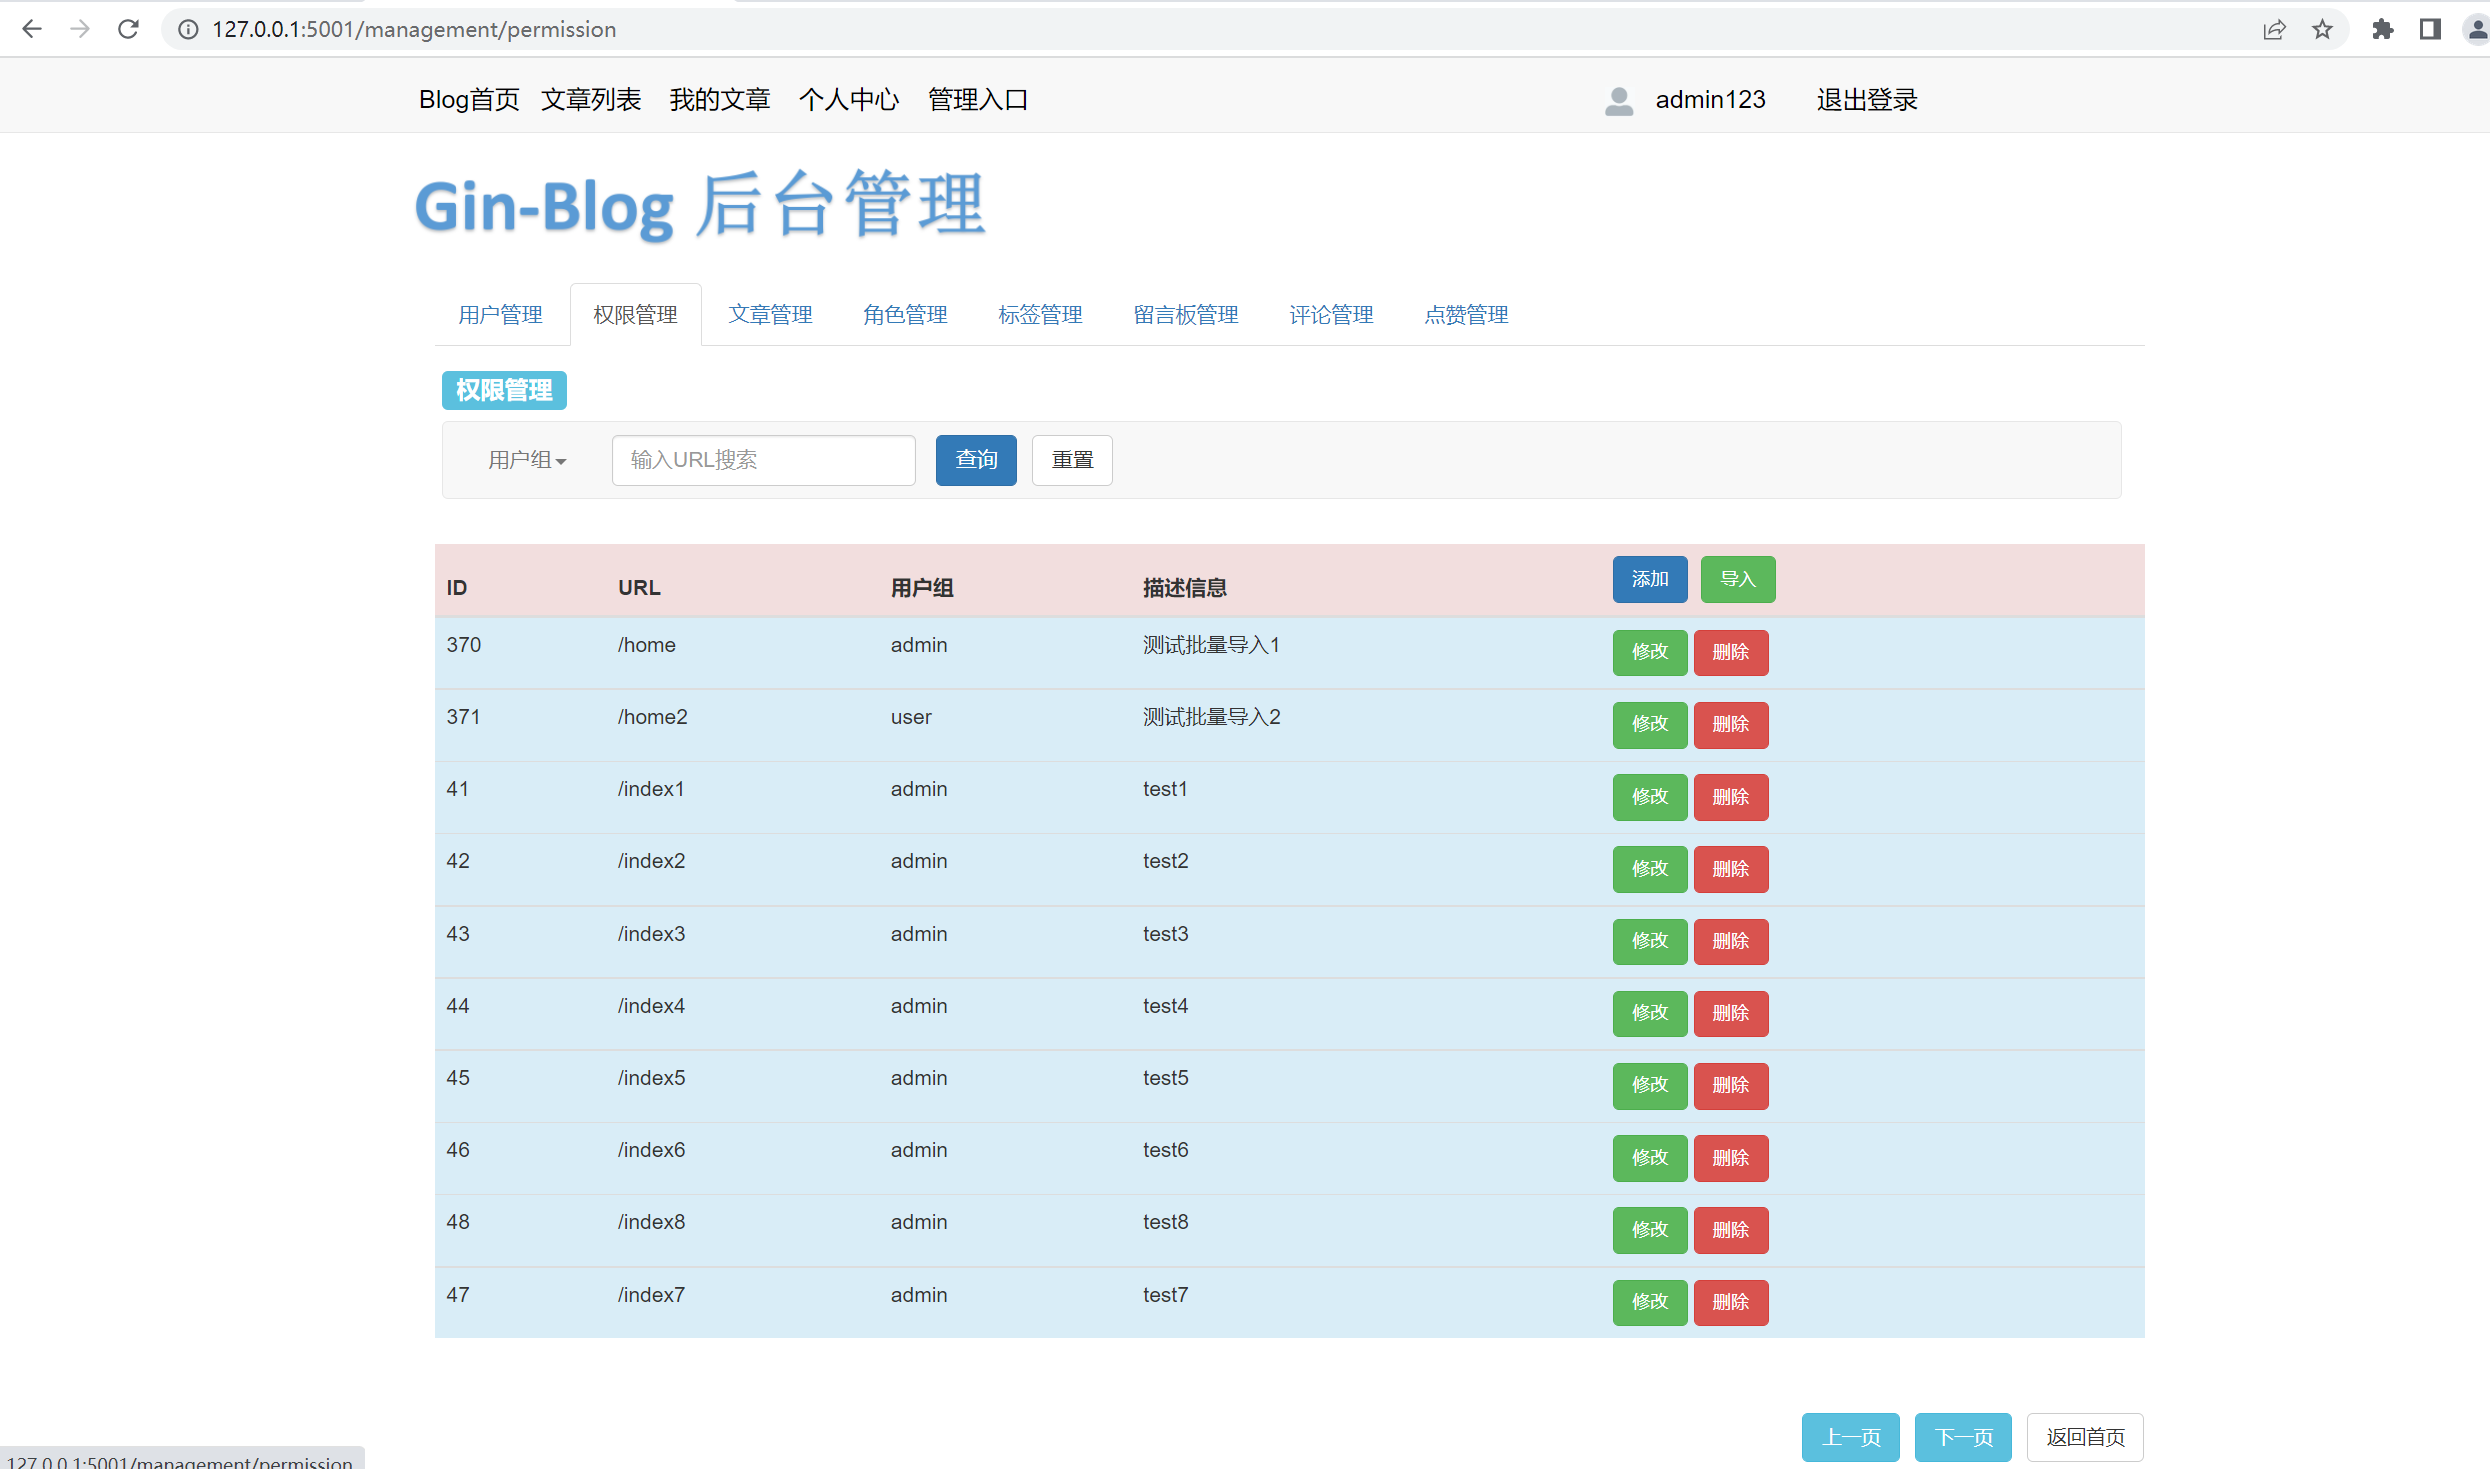 127.0.0.1:5001/management/permission
Blog首页 文章列表 我的文章 个人中心 管理入口 admin123 退出登录
Gin-Blog 后台管理
用户管理 权限管理 文章管理 角色管理 标签管理 留言板管理 评论管理 点赞管理
权限管理
用户组 输入URL搜索 查询 重置
ID URL 用户组 描述信息 添加 导入
370 /home admin 测试批量导入1 修改 删除
371 /home2 user 测试批量导入2 修改 删除
41 /index1 admin test1 修改 删除
42 /index2 admin test2 修改 删除
43 /index3 admin test3 修改 删除
44 /index4 admin test4 修改 删除
45 /index5 admin test5 修改 删除
46 /index6 admin test6 修改 删除
48 /index8 admin test8 修改 删除
47 /index7 admin test7 修改 删除
上一页 下一页 返回首页
127.0.0.1:5001/management/permission